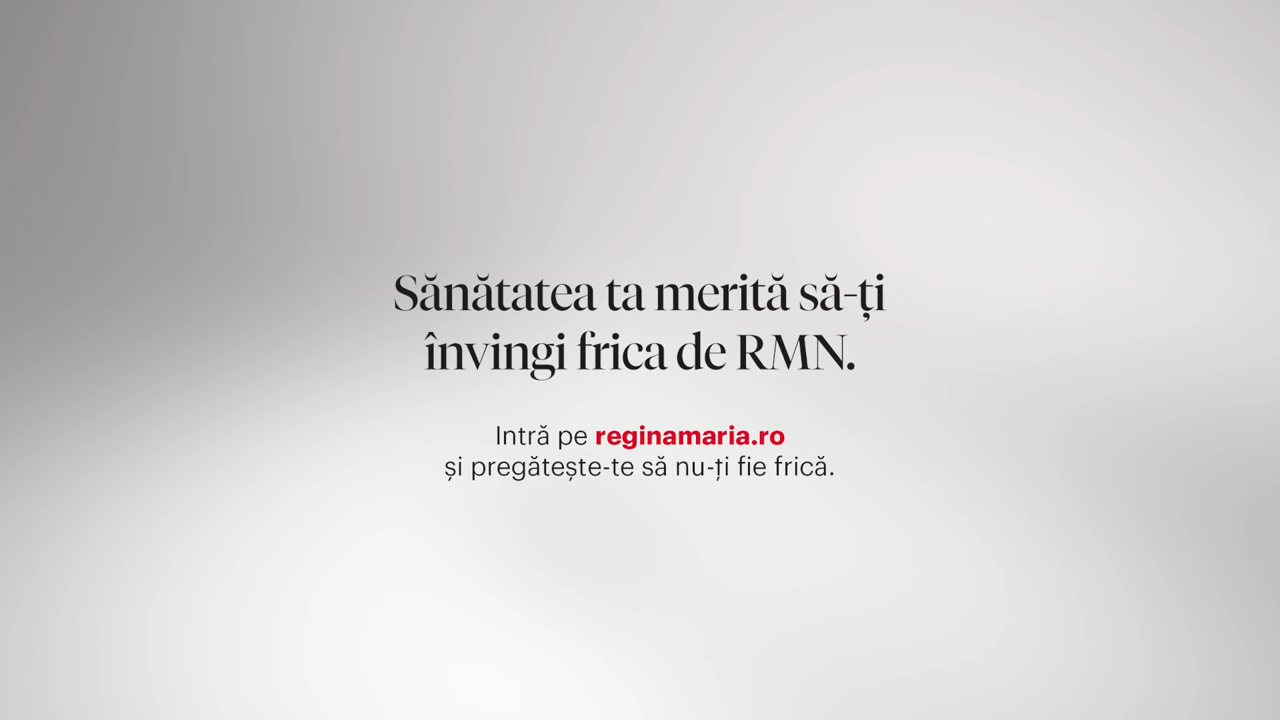 Sănătatea ta merită să-ți
învingi frica de RMN.
Intră pe reginamaria.ro
și pregătește-te să nu-ți fie frică.